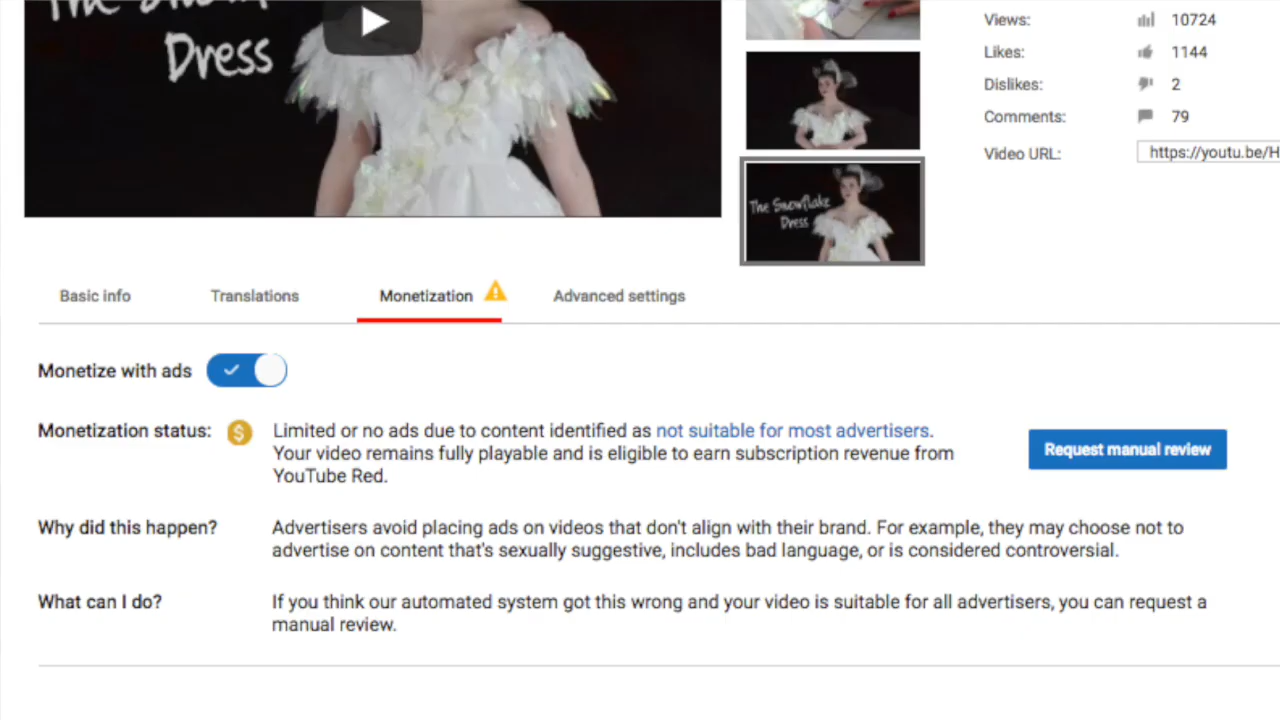 The Snowf
Dress
Views: 10724
Likes: 1144
Dislikes: 2
Comments: 79
Video URL: https://youtu.be/H
The Snowflake
Dress
Basic info Translations Monetization Advanced settings
Monetize with ads
Monetization status: $ Limited or no ads due to content identified as not suitable for most advertisers.
Your video remains fully playable and is eligible to earn subscription revenue from
YouTube Red.
Request manual review
Why did this happen? Advertisers avoid placing ads on videos that don't align with their brand. For example, they may choose not to
advertise on content that's sexually suggestive, includes bad language, or is considered controversial.
What can I do? If you think our automated system got this wrong and your video is suitable for all advertisers, you can request a
manual review.